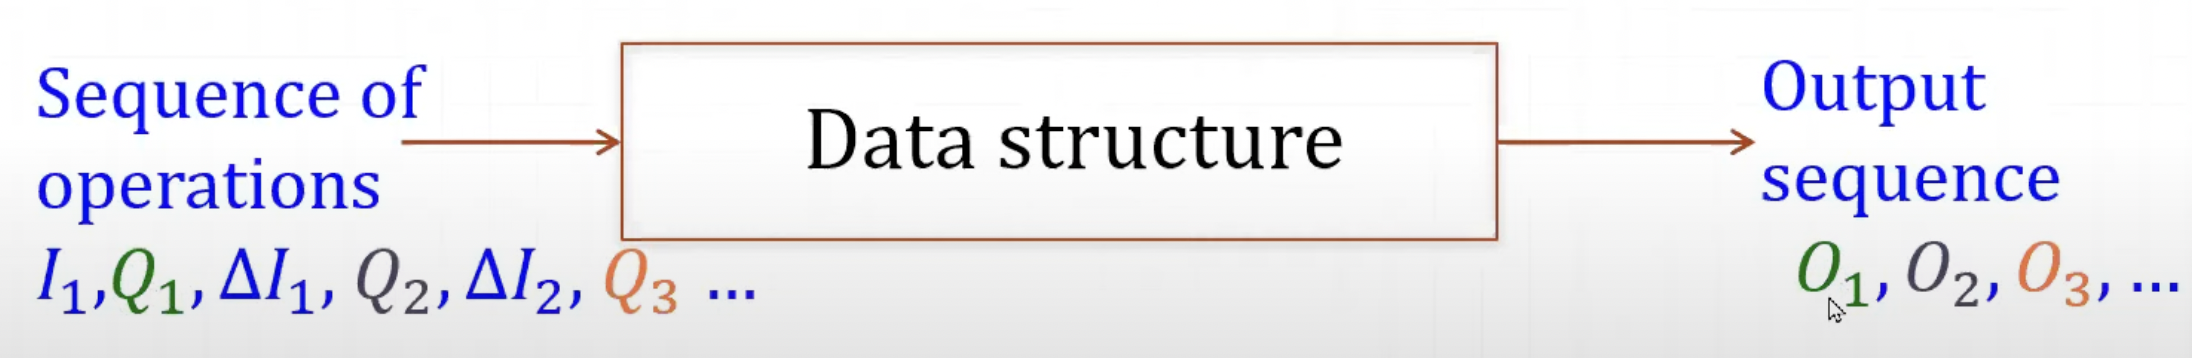 Sequence of
operations
I₁,Q₁, ΔI₁, Q₂, ΔI₂, Q₃ ...
Data structure
Output
sequence
O₁, O₂, O₃, ...